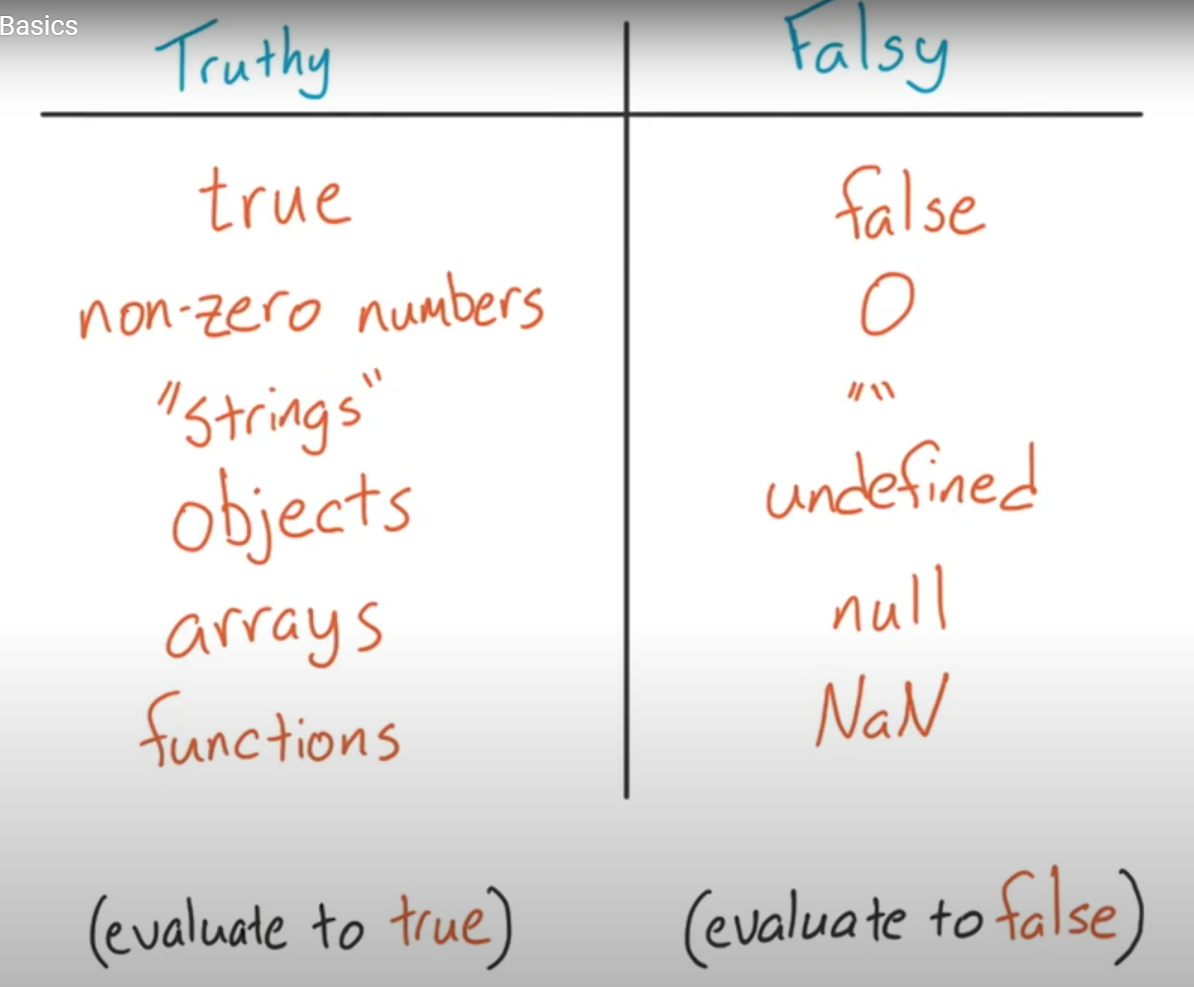 Basics
Truthy Falsy
true false
non-zero numbers 0
"strings" ""
objects undefined
arrays null
functions NaN
(evaluate to true) (evaluate to false)